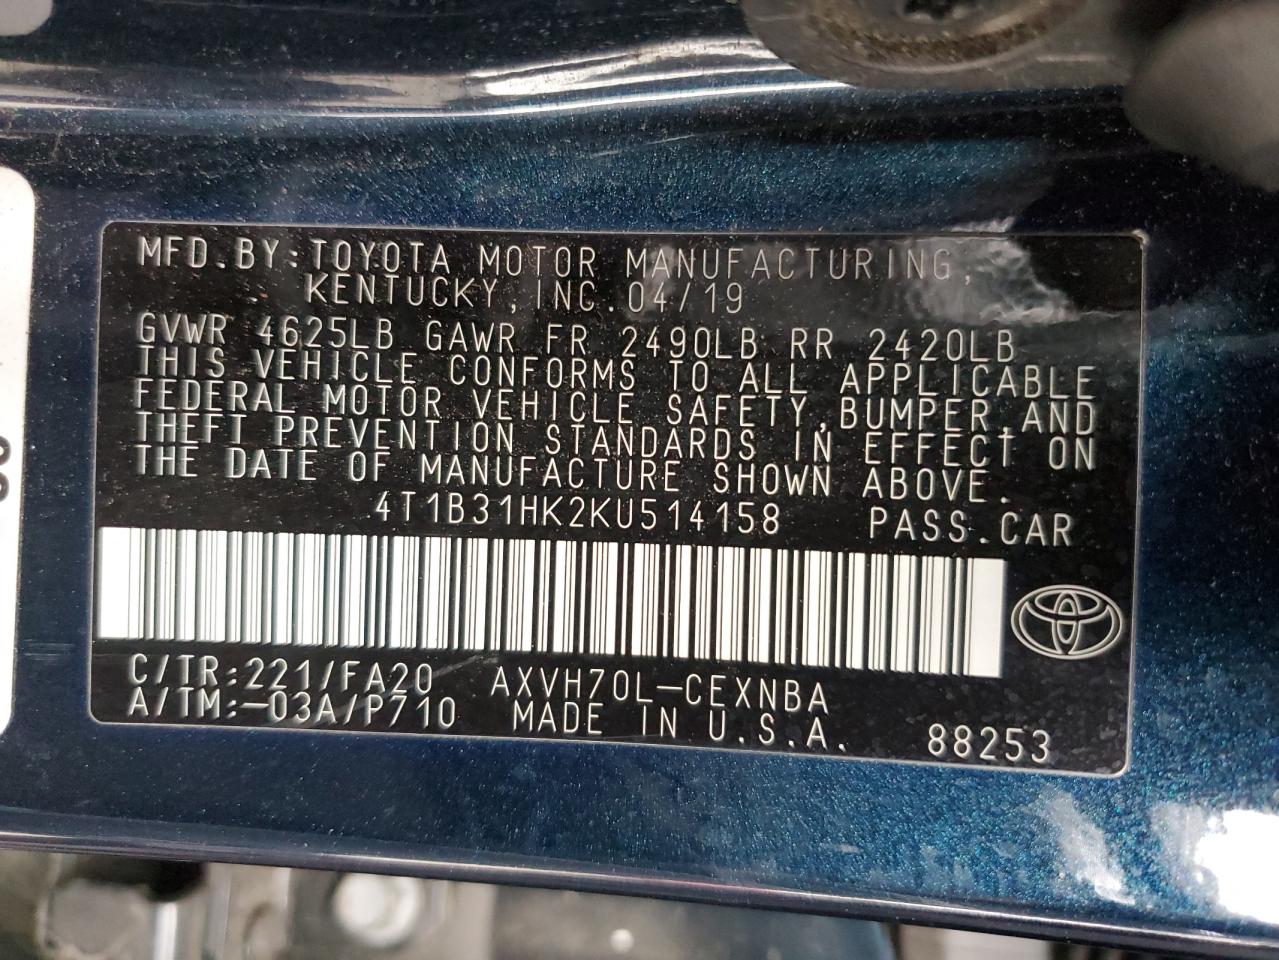 MFD.BY:TOYOTA MOTOR MANUFACTURING,
KENTUCKY,INC.04/19
GVWR 4625LB GAWR FR 2490LB RR 2420LB
THIS VEHICLE CONFORMS TO ALL APPLICABLE
FEDERAL MOTOR VEHICLE SAFETY,BUMPER,AND
THEFT PREVENTION STANDARDS IN EFFECT ON
THE DATE OF MANUFACTURE SHOWN ABOVE.
4T1B31HK2KU514158 PASS.CAR
C/TR:221/FA20 AXVH70L-CEXNBA
A/TM:-03A/P710 MADE IN U.S.A. 88253